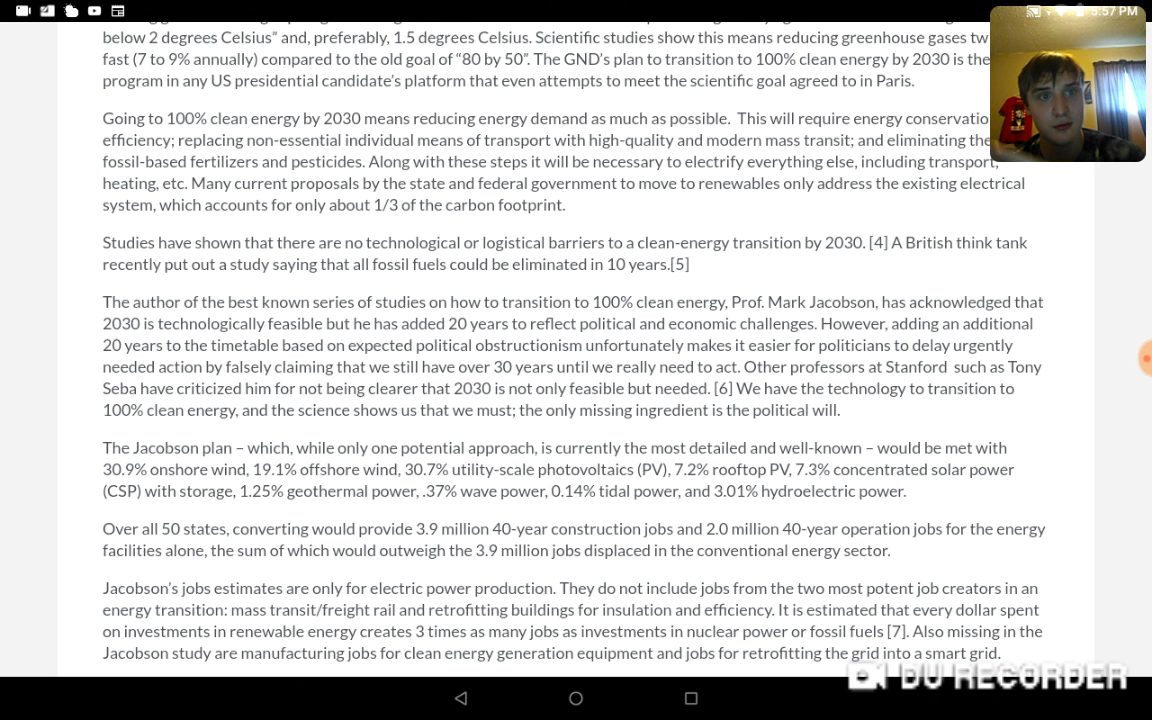 5:57 PM
below 2 degrees Celsius” and, preferably, 1.5 degrees Celsius. Scientific studies show this means reducing greenhouse gases tw
fast (7 to 9% annually) compared to the old goal of “80 by 50”. The GND’s plan to transition to 100% clean energy by 2030 is the
program in any US presidential candidate’s platform that even attempts to meet the scientific goal agreed to in Paris.
Going to 100% clean energy by 2030 means reducing energy demand as much as possible.  This will require energy conservatio
efficiency; replacing non-essential individual means of transport with high-quality and modern mass transit; and eliminating the
fossil-based fertilizers and pesticides. Along with these steps it will be necessary to electrify everything else, including transport,
heating, etc. Many current proposals by the state and federal government to move to renewables only address the existing electrical
system, which accounts for only about 1/3 of the carbon footprint.
Studies have shown that there are no technological or logistical barriers to a clean-energy transition by 2030. [4] A British think tank
recently put out a study saying that all fossil fuels could be eliminated in 10 years.[5]
The author of the best known series of studies on how to transition to 100% clean energy, Prof. Mark Jacobson, has acknowledged that
2030 is technologically feasible but he has added 20 years to reflect political and economic challenges. However, adding an additional
20 years to the timetable based on expected political obstructionism unfortunately makes it easier for politicians to delay urgently
needed action by falsely claiming that we still have over 30 years until we really need to act. Other professors at Stanford  such as Tony
Seba have criticized him for not being clearer that 2030 is not only feasible but needed. [6] We have the technology to transition to
100% clean energy, and the science shows us that we must; the only missing ingredient is the political will.
The Jacobson plan – which, while only one potential approach, is currently the most detailed and well-known – would be met with
30.9% onshore wind, 19.1% offshore wind, 30.7% utility-scale photovoltaics (PV), 7.2% rooftop PV, 7.3% concentrated solar power
(CSP) with storage, 1.25% geothermal power, .37% wave power, 0.14% tidal power, and 3.01% hydroelectric power.
Over all 50 states, converting would provide 3.9 million 40-year construction jobs and 2.0 million 40-year operation jobs for the energy
facilities alone, the sum of which would outweigh the 3.9 million jobs displaced in the conventional energy sector.
Jacobson’s jobs estimates are only for electric power production. They do not include jobs from the two most potent job creators in an
energy transition: mass transit/freight rail and retrofitting buildings for insulation and efficiency. It is estimated that every dollar spent
on investments in renewable energy creates 3 times as many jobs as investments in nuclear power or fossil fuels [7]. Also missing in the
Jacobson study are manufacturing jobs for clean energy generation equipment and jobs for retrofitting the grid into a smart grid.
DU RECORDER